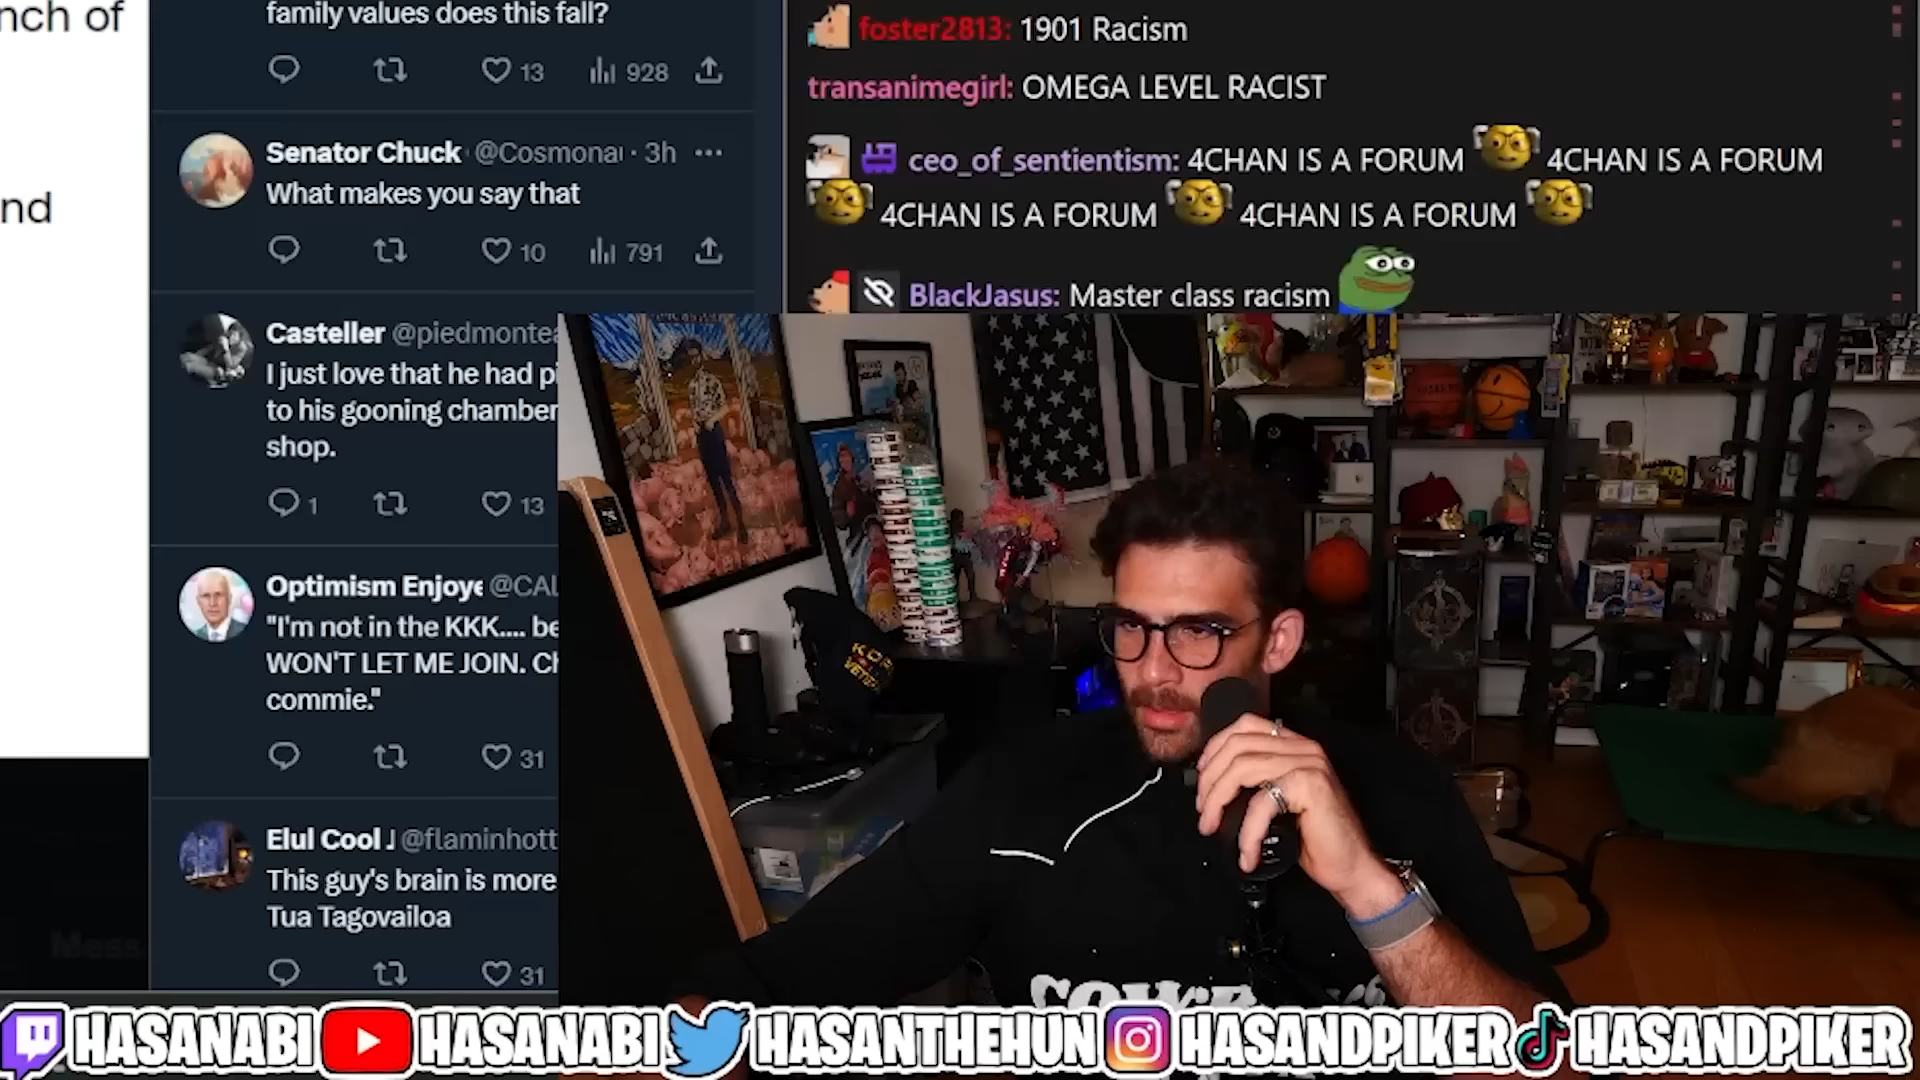 nch of
nd
family values does this fall?
13
928
Senator Chuck @Cosmona · 3h
What makes you say that
10
791
Casteller @piedmonte
I just love that he had pi
to his gooning chamber
shop.
1
13
Optimism Enjoye @CAL
"I'm not in the KKK.... be
WON'T LET ME JOIN. Ch
commie."
31
Elul Cool J @flaminhott
This guy's brain is more
Tua Tagovailoa
31
foster2813: 1901 Racism
transanimegirl: OMEGA LEVEL RACIST
ceo_of_sentientism: 4CHAN IS A FORUM 4CHAN IS A FORUM
4CHAN IS A FORUM 4CHAN IS A FORUM
BlackJasus: Master class racism
HASANABI HASANABI HASANTHEHUN HASANDPIKER HASANDPIKER